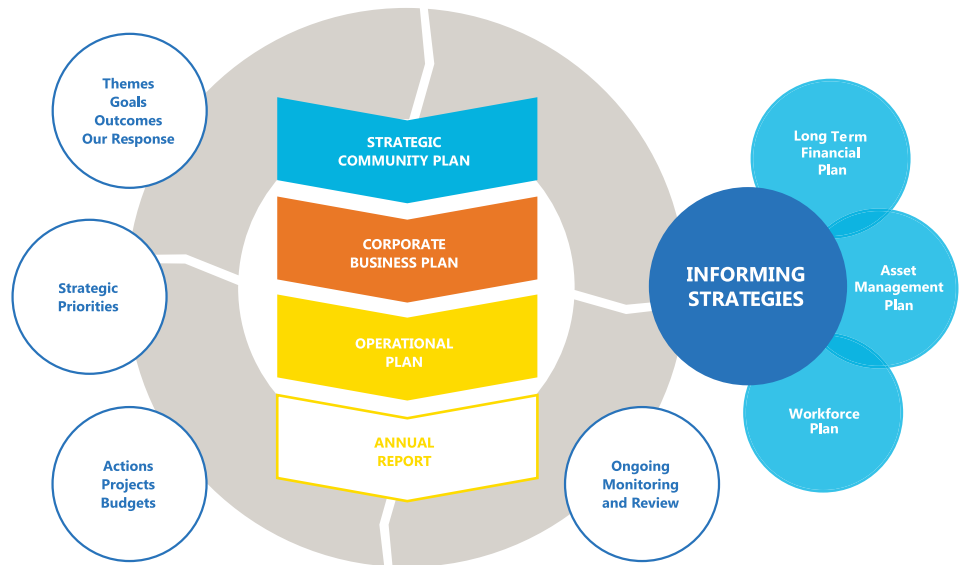 Themes
Goals
Outcomes
Our Response
Strategic
Priorities
Actions
Projects
Budgets
STRATEGIC
COMMUNITY PLAN
CORPORATE
BUSINESS PLAN
OPERATIONAL
PLAN
ANNUAL
REPORT
Ongoing
Monitoring
and Review
INFORMING
STRATEGIES
Long Term
Financial
Plan
Asset
Management
Plan
Workforce
Plan